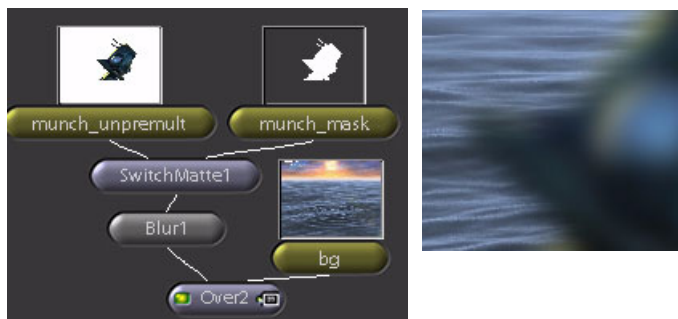 munch_unpremult
munch_mask
SwitchMatte1
Blur1
bg
Over2